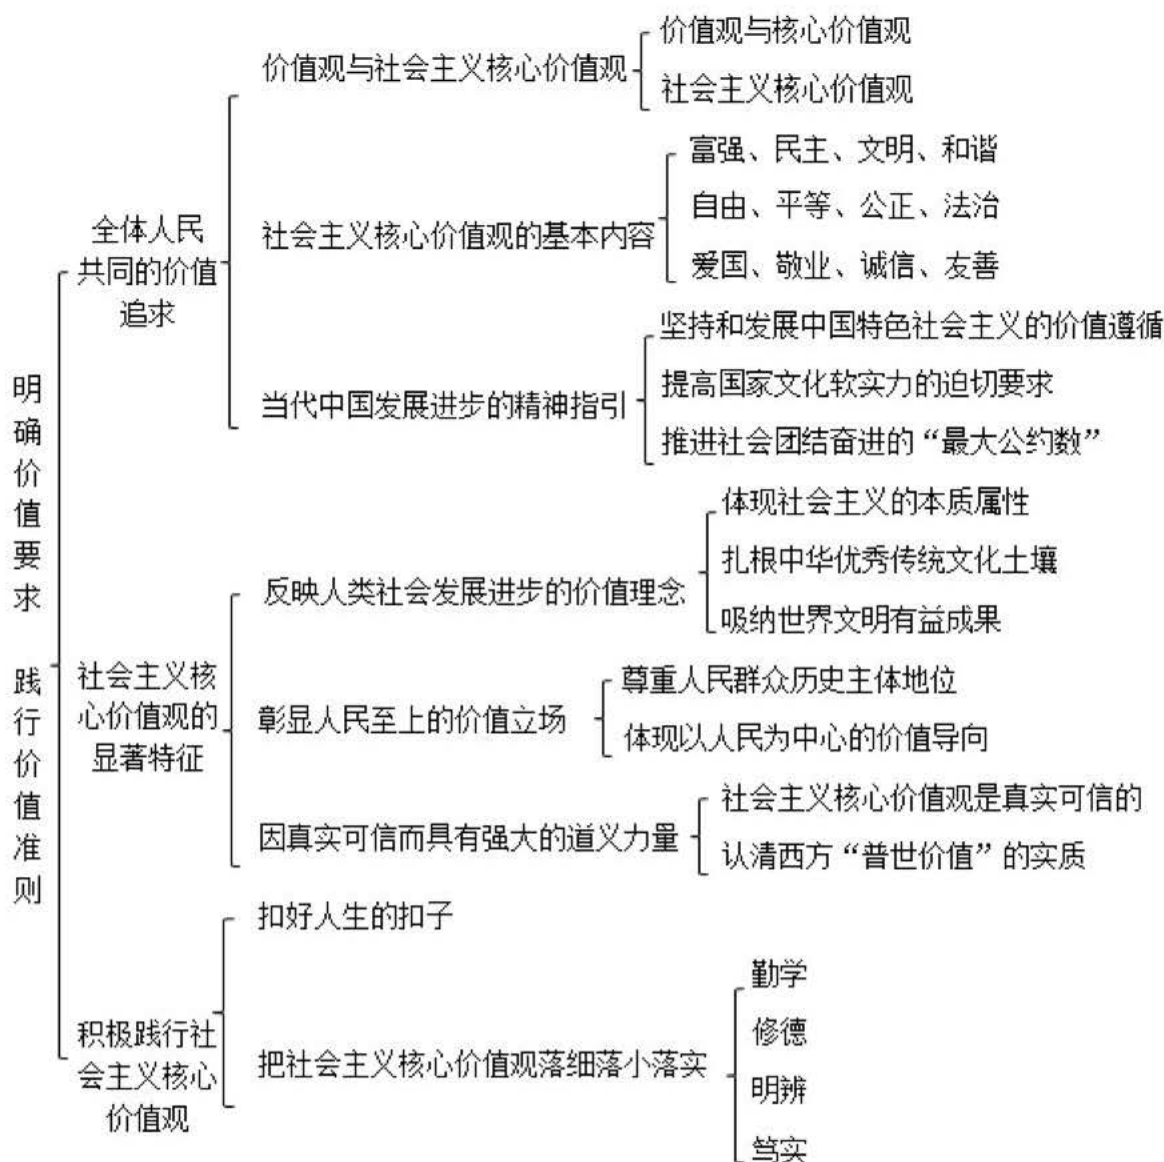 明确价值要求 践行价值准则
全体人民
共同的价值
追求
价值观与社会主义核心价值观
价值观与核心价值观
社会主义核心价值观
社会主义核心价值观的基本内容
富强、民主、文明、和谐
自由、平等、公正、法治
爱国、敬业、诚信、友善
当代中国发展进步的精神指引
坚持和发展中国特色社会主义的价值遵循
提高国家文化软实力的迫切要求
推进社会团结奋进的“最大公约数”
社会主义核
心价值观的
显著特征
反映人类社会发展进步的价值理念
体现社会主义的本质属性
扎根中华优秀传统文化土壤
吸纳世界文明有益成果
彰显人民至上的价值立场
尊重人民群众历史主体地位
体现以人民为中心的价值导向
因真实可信而具有强大的道义力量
社会主义核心价值观是真实可信的
认清西方“普世价值”的实质
积极践行社
会主义核心
价值观
扣好人生的扣子
把社会主义核心价值观落细落小落实
勤学
修德
明辨
笃实